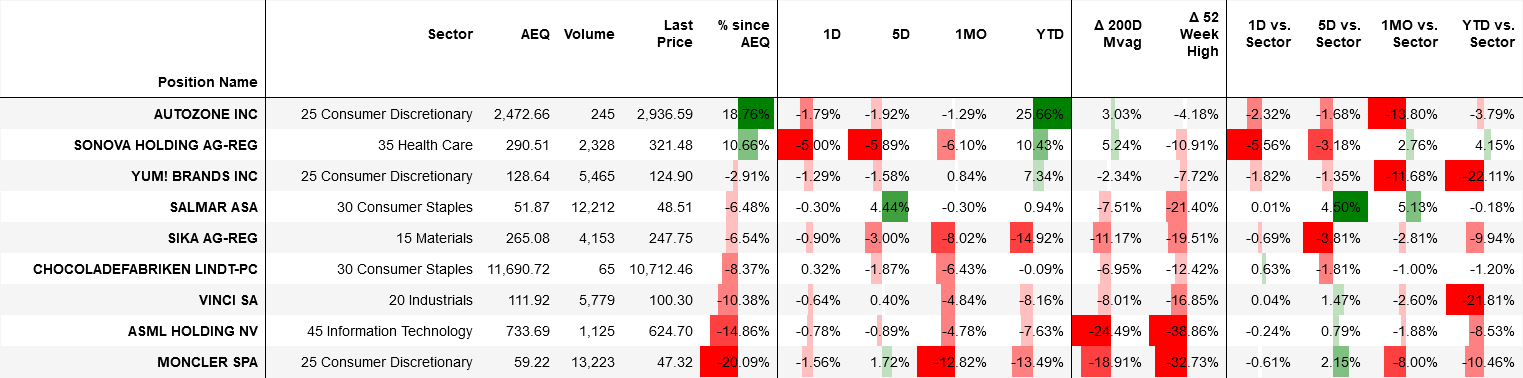 Position Name Sector AEQ Volume Last Price % since AEQ 1D 5D 1MO YTD Δ 200D Mvag Δ 52 Week High 1D vs. Sector 5D vs. Sector 1MO vs. Sector YTD vs. Sector
AUTOZONE INC 25 Consumer Discretionary 2,472.66 245 2,936.59 18.76% -1.79% -1.92% -1.29% 25.66% 3.03% -4.18% -2.32% -1.68% -13.80% -3.79%
SONOVA HOLDING AG-REG 35 Health Care 290.51 2,328 321.48 10.66% -5.00% -5.89% -6.10% 10.43% 5.24% -10.91% -5.56% -3.18% 2.76% 4.15%
YUM! BRANDS INC 25 Consumer Discretionary 128.64 5,465 124.90 -2.91% -1.29% -1.58% 0.84% 7.34% -2.34% -7.72% -1.82% -1.35% -11.68% -22.11%
SALMAR ASA 30 Consumer Staples 51.87 12,212 48.51 -6.48% -0.30% 4.44% -0.30% 0.94% -7.51% -21.40% 0.01% 4.50% 5.13% -0.18%
SIKA AG-REG 15 Materials 265.08 4,153 247.75 -6.54% -0.90% -3.00% -8.02% -14.92% -11.17% -19.51% -0.69% -3.81% -2.81% -9.94%
CHOCOLADEFABRIKEN LINDT-PC 30 Consumer Staples 11,690.72 65 10,712.46 -8.37% 0.32% -1.87% -6.43% -0.09% -6.95% -12.42% 0.63% -1.81% -1.00% -1.20%
VINCI SA 20 Industrials 111.92 5,779 100.30 -10.38% -0.64% 0.40% -4.84% -8.16% -8.01% -16.85% 0.04% 1.47% -2.60% -21.81%
ASML HOLDING NV 45 Information Technology 733.69 1,125 624.70 -14.86% -0.78% -0.89% -4.78% -7.63% -24.49% -38.86% -0.24% 0.79% -1.88% -8.53%
MONCLER SPA 25 Consumer Discretionary 59.22 13,223 47.32 -20.09% -1.56% 1.72% -12.82% -13.49% -18.91% -32.73% -0.61% 2.15% -8.00% -10.46%